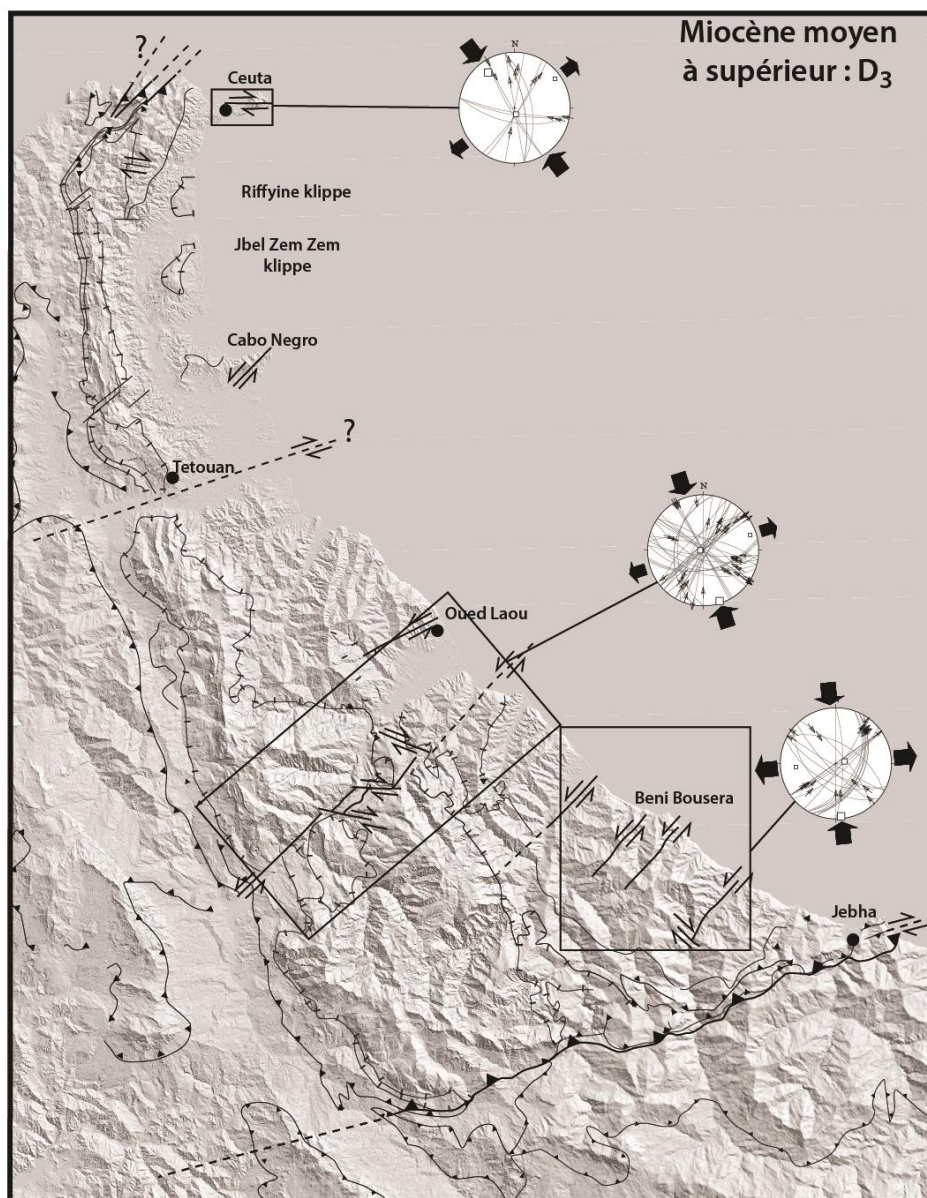 Miocène moyen
à supérieur : D3
?
Ceuta
N
Riffyine klippe
Jbel Zem Zem
klippe
Cabo Negro
?
Tetouan
N
Oued Laou
Beni Bousera
Jebha